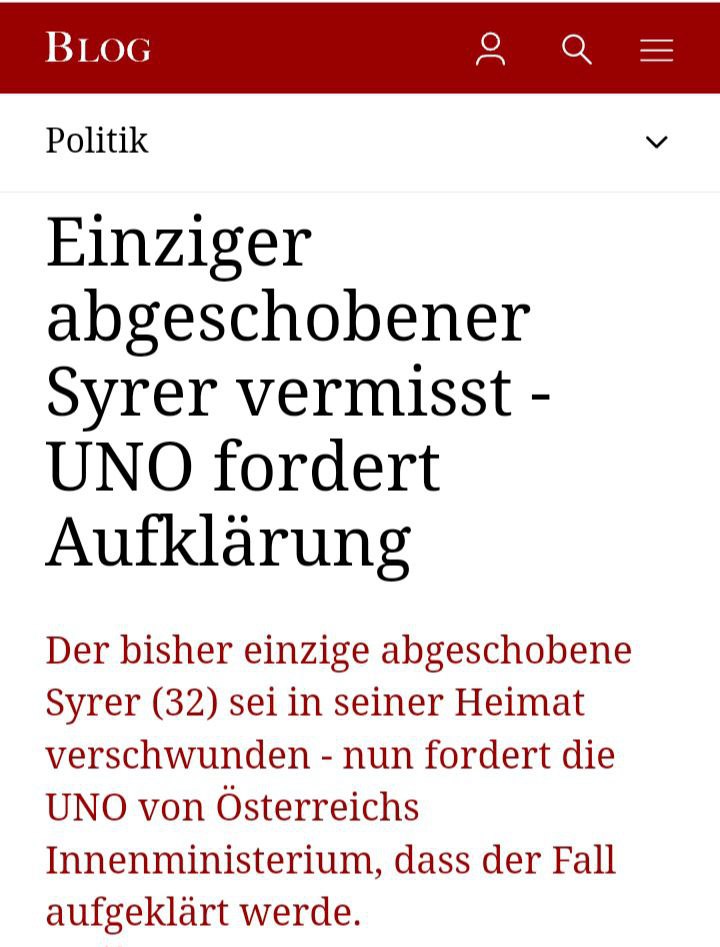 BLOG
Politik
Einziger
abgeschobener
Syrer vermisst -
UNO fordert
Aufklärung
Der bisher einzige abgeschobene
Syrer (32) sei in seiner Heimat
verschwunden - nun fordert die
UNO von Österreichs
Innenministerium, dass der Fall
aufgeklärt werde.